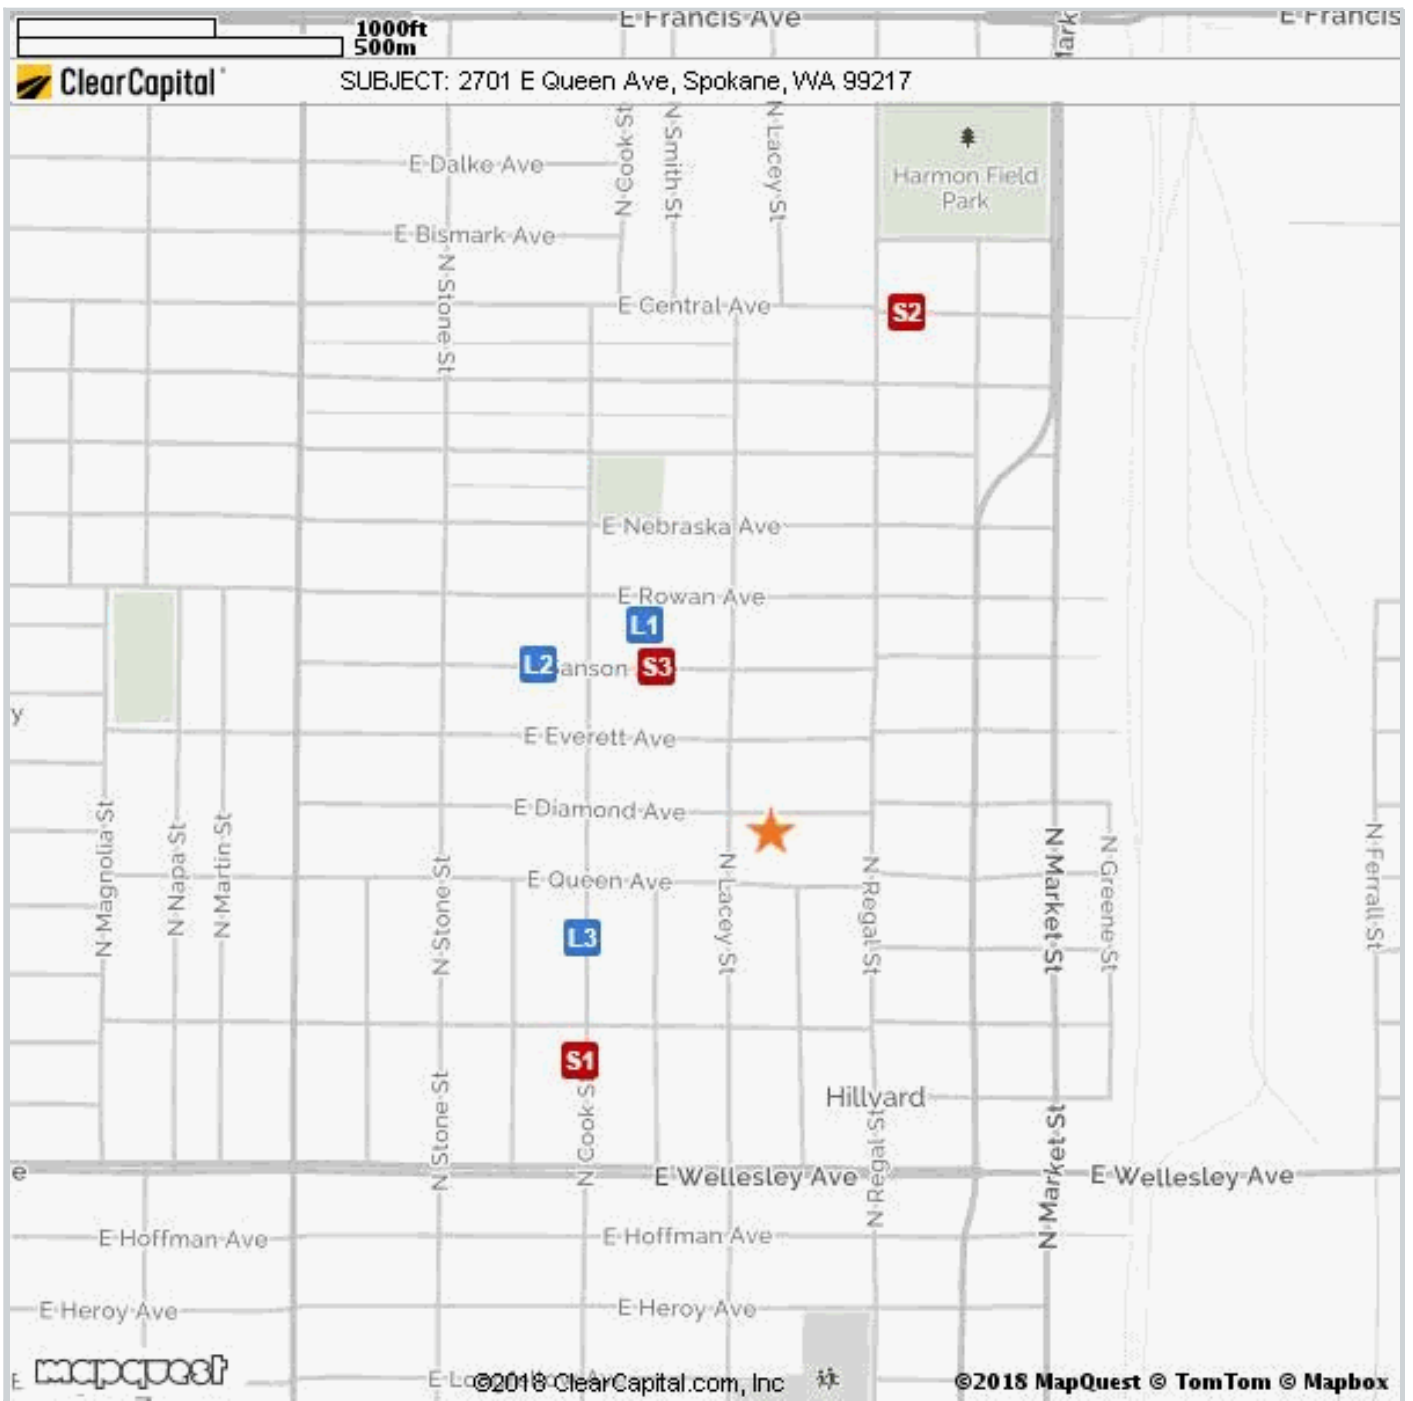 E Francis Ave
E Francis
Mark
1000ft
500m
ClearCapital
SUBJECT: 2701 E Queen Ave, Spokane, WA 99217
N Cook St
N Smith St
N Lacey St
E Dalke Ave
Harmon Field
Park
E Bismark Ave
N Stone St
E Central Ave
S2
E Nebraska Ave
E Rowan Ave
L1
L2
anson
S3
y
E Everett Ave
E Diamond Ave
N Magnolia St
N Napa St
N Martin St
N Stone St
E Queen Ave
N Lacey St
N Regal St
N Market St
N Greene St
N Ferrall St
L3
S1
Hillyard
N Stone St
N Cook S
N Regal St
N Market St
e
E Wellesley Ave
E Wellesley Ave
E Hoffman Ave
E Hoffman Ave
E Heroy Ave
E Heroy Ave
mapquest
E
E Lo
©2018 ClearCapital.com, Inc
©2018 MapQuest © TomTom © Mapbox